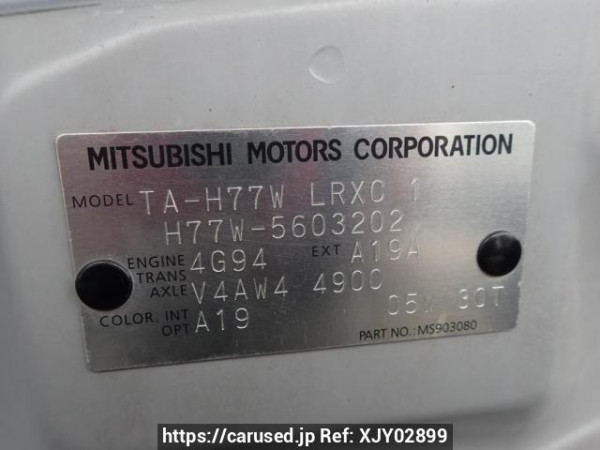 MITSUBISHI MOTORS CORPORATION
MODEL TA-H77W LRXC 1
H77W-5603202
ENGINE 4G94 EXT A19A
TRANS AXLE V4AW4 4900
COLOR. INT OPT A19 C5W 30T
PART NO.: MS903080
https://carused.jp Ref: XJY02899